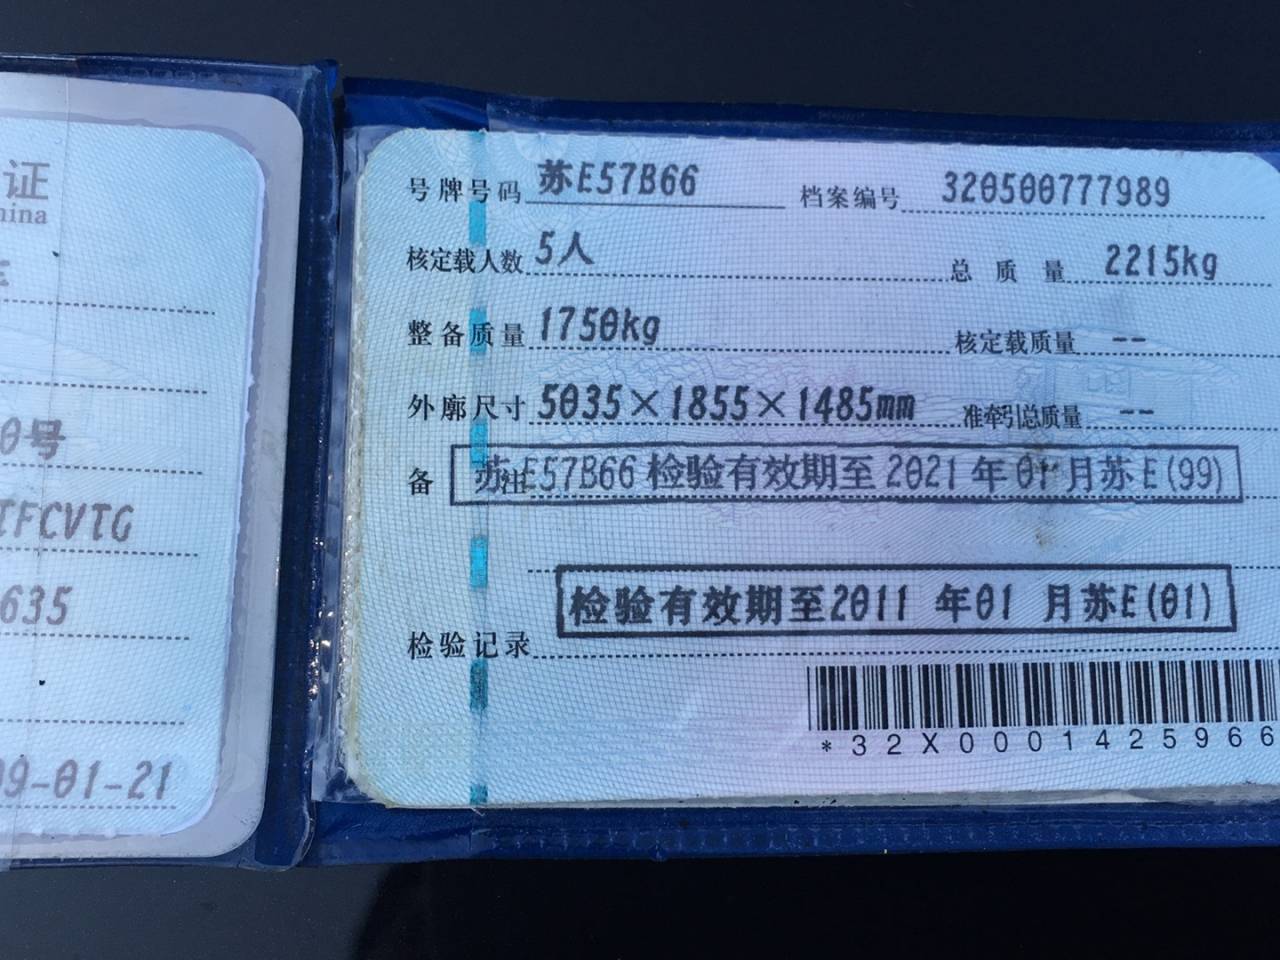 证
hina
0号
TFCVTG
635
09-01-21
号牌号码 苏E57B66 档案编号 320500777989
核定载人数 5人 总质量 2215kg
整备质量 1750kg 核定载质量 --
外廓尺寸 5035×1855×1485mm 准牵引总质量 --
备注 苏E57B66 检验有效期至2021年01月苏E(99)
检验有效期至2011 年01 月苏E(01)
检验记录
*32X0001425966